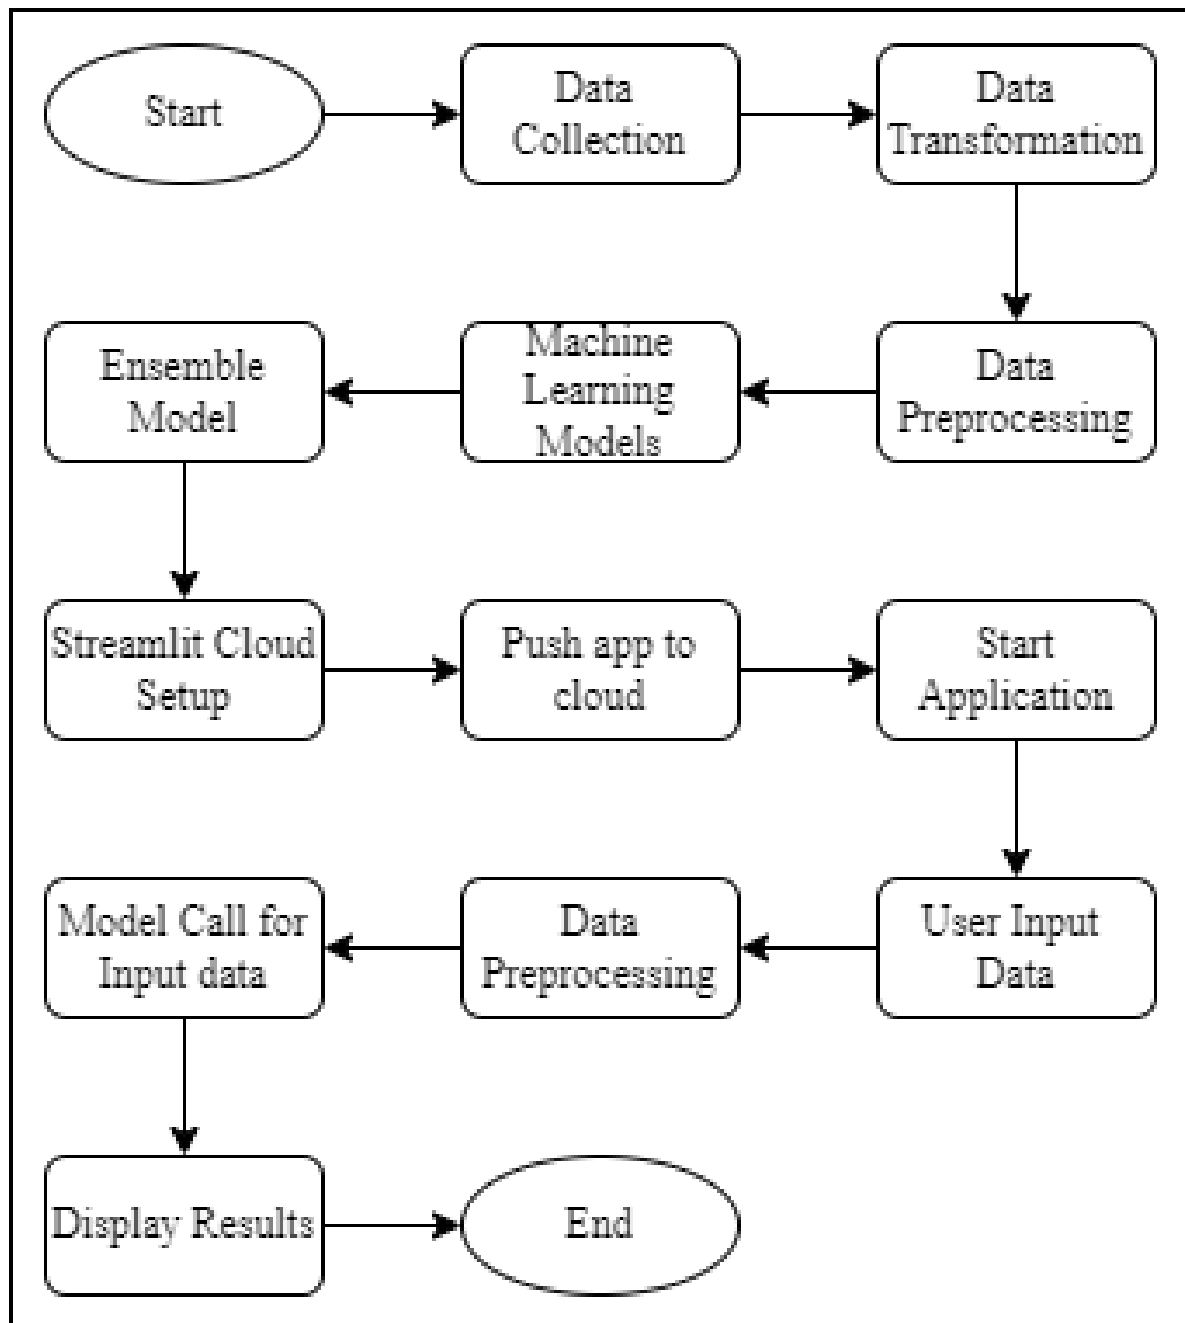 Start
Data
Collection
Data
Transformation
Data
Preprocessing
Machine
Learning
Models
Ensemble
Model
Streamlit Cloud
Setup
Push app to
cloud
Start
Application
User Input
Data
Data
Preprocessing
Model Call for
Input data
Display Results
End